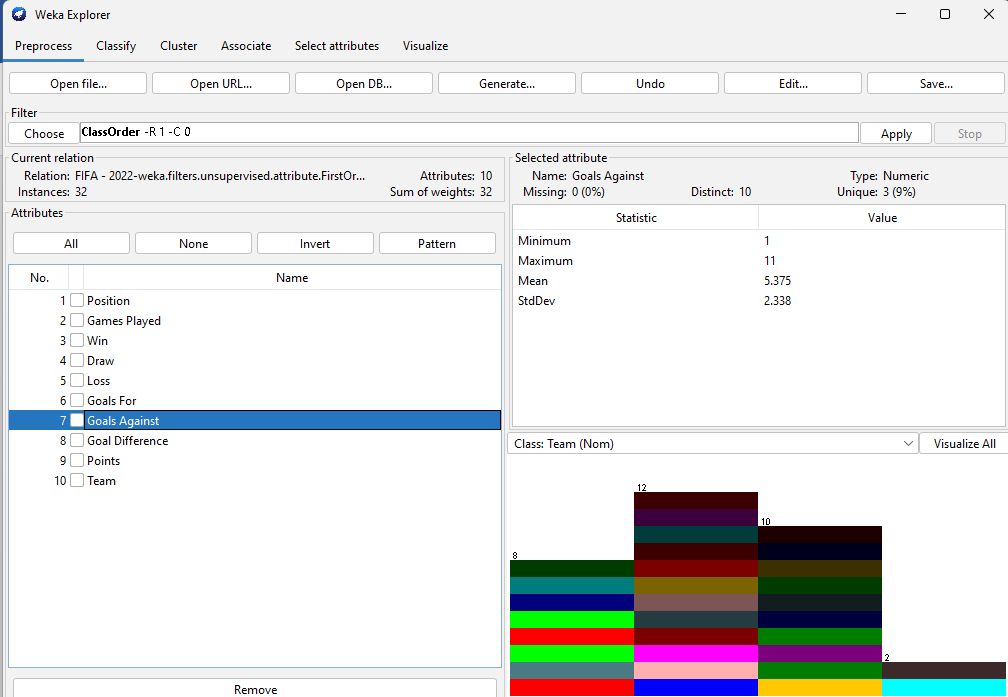 Weka Explorer
Preprocess Classify Cluster Associate Select attributes Visualize
Open file... Open URL... Open DB... Generate... Undo Edit... Save...
Filter
Choose ClassOrder -R 1 -C 0 Apply Stop
Current relation
Relation: FIFA - 2022-weka.filters.unsupervised.attribute.FirstOr... Attributes: 10
Instances: 32 Sum of weights: 32
Attributes
All None Invert Pattern
No. Name
1 Position
2 Games Played
3 Win
4 Draw
5 Loss
6 Goals For
7 Goals Against
8 Goal Difference
9 Points
10 Team
Remove
Selected attribute
Name: Goals Against Type: Numeric
Missing: 0 (0%) Distinct: 10 Unique: 3 (9%)
Statistic Value
Minimum 1
Maximum 11
Mean 5.375
StdDev 2.338
Class: Team (Nom) Visualize All
8
12
10
2